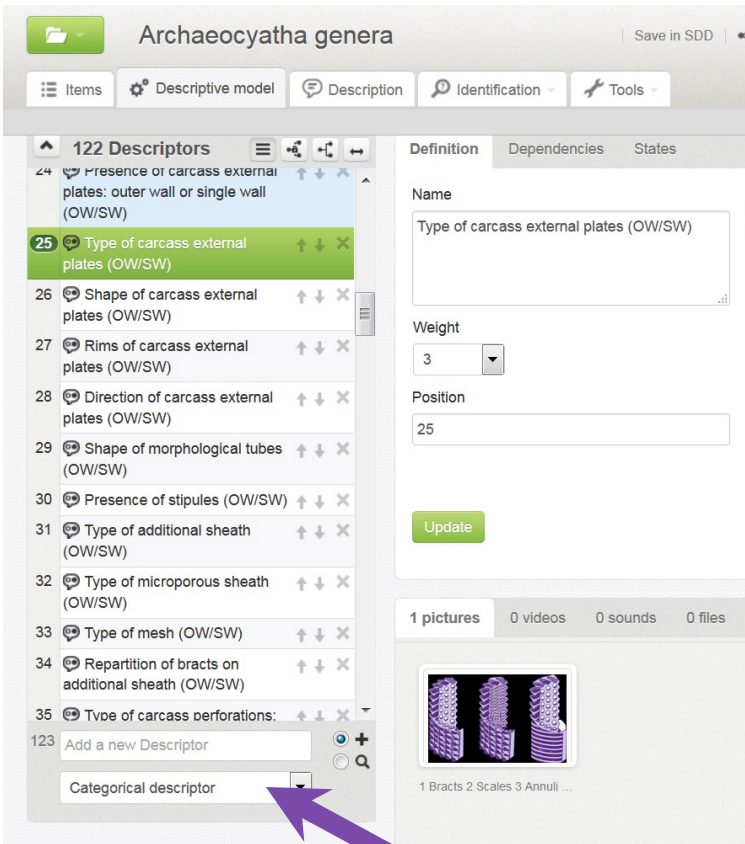 Archaeocyatha genera
Save in SDD
Items
Descriptive model
Description
Identification
Tools
122 Descriptors
24 Presence of carcass external
plates: outer wall or single wall
(OW/SW)
25 Type of carcass external
plates (OW/SW)
26 Shape of carcass external
plates (OW/SW)
27 Rims of carcass external
plates (OW/SW)
28 Direction of carcass external
plates (OW/SW)
29 Shape of morphological tubes
(OW/SW)
30 Presence of stipules (OW/SW)
31 Type of additional sheath
(OW/SW)
32 Type of microporous sheath
(OW/SW)
33 Type of mesh (OW/SW)
34 Repartition of bracts on
additional sheath (OW/SW)
35 Type of carcass perforations:
123 Add a new Descriptor
Categorical descriptor
Definition
Dependencies
States
Name
Type of carcass external plates (OW/SW)
Weight
3
Position
25
Update
1 pictures
0 videos
0 sounds
0 files
1 Bracts 2 Scales 3 Annuli ...